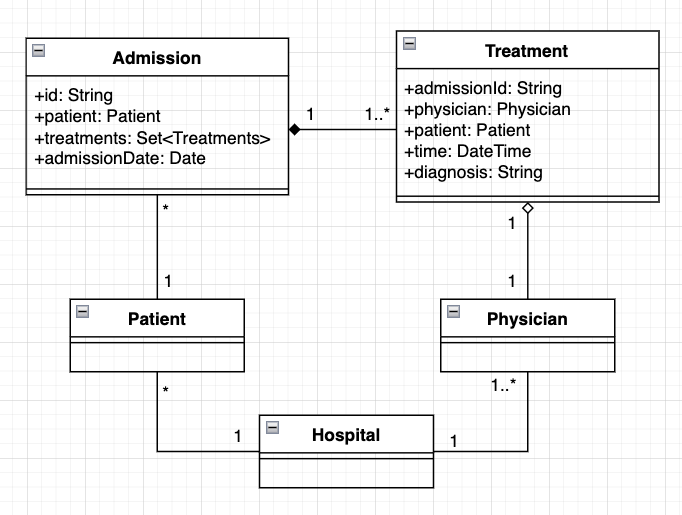 Admission
+id: String
+patient: Patient
+treatments: Set<Treatments>
+admissionDate: Date
1
1..*
Treatment
+admissionId: String
+physician: Physician
+patient: Patient
+time: DateTime
+diagnosis: String
*
1
1
1
Patient
Physician
*
1..*
1
Hospital
1